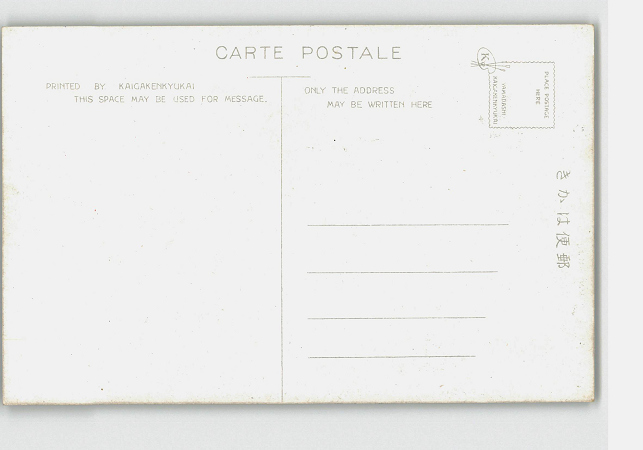 CARTE POSTALE
PRINTED BY KAIGAKENKYUKAI
THIS SPACE MAY BE USED FOR MESSAGE.
ONLY THE ADDRESS
MAY BE WRITTEN HERE
PLACE POSTAGE
HERE
KAIGAKENKYUKAI
きかは便郵